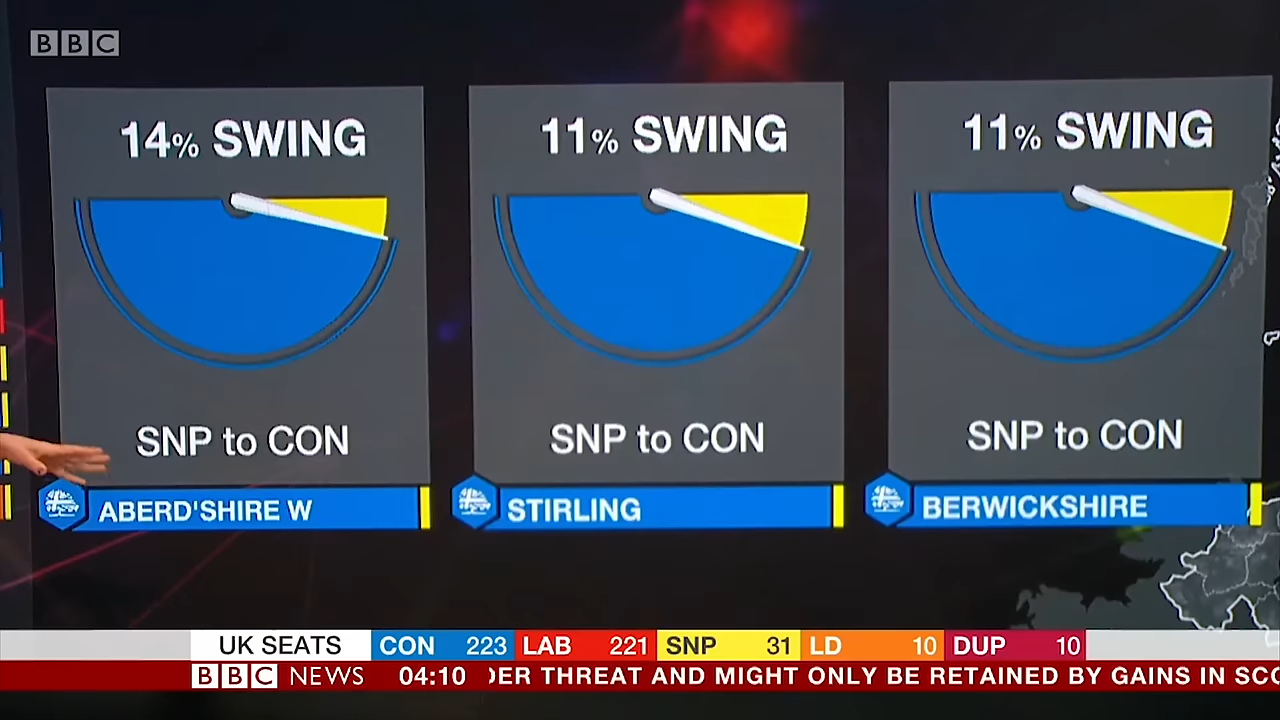 BBC
14% SWING
11% SWING
11% SWING
SNP to CON
SNP to CON
SNP to CON
ABERD'SHIRE W
STIRLING
BERWICKSHIRE
UK SEATS CON 223 LAB 221 SNP 31 LD 10 DUP 10
BBC NEWS 04:10 THREAT AND MIGHT ONLY BE RETAINED BY GAINS IN